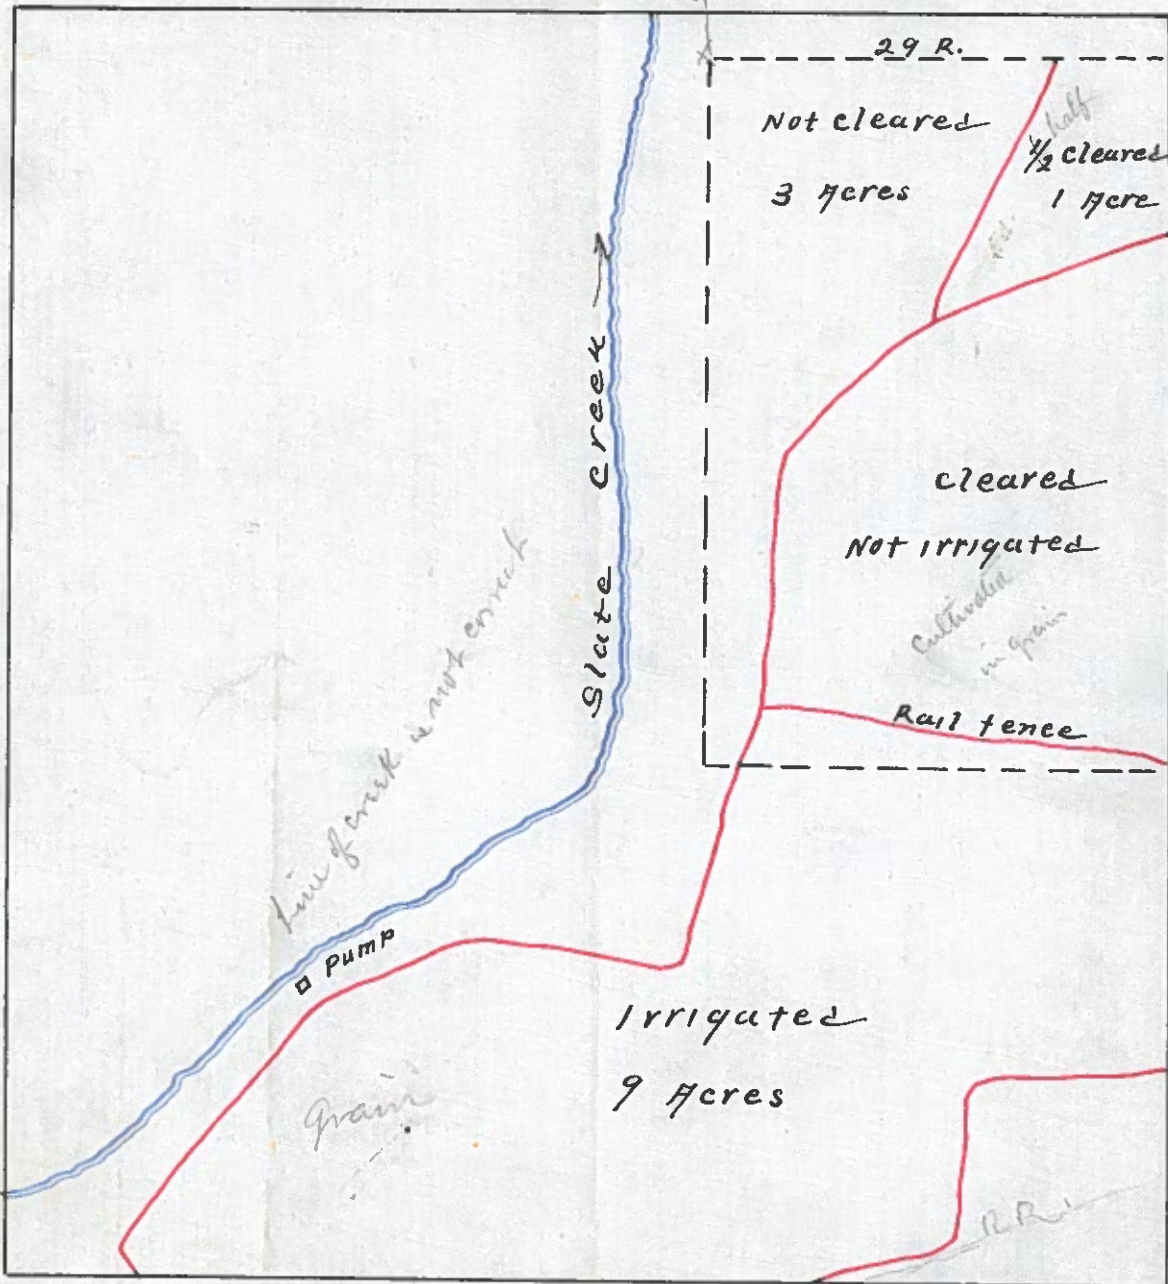 29 R.
Not cleared
3 Acres
half
1/2 cleared
1 Acre
Slate Creek
cleared
Not irrigated
Cultivated
in grain
Rail fence
Line of creek is not correct
Pump
Irrigated
9 Acres
Grain
R.R.